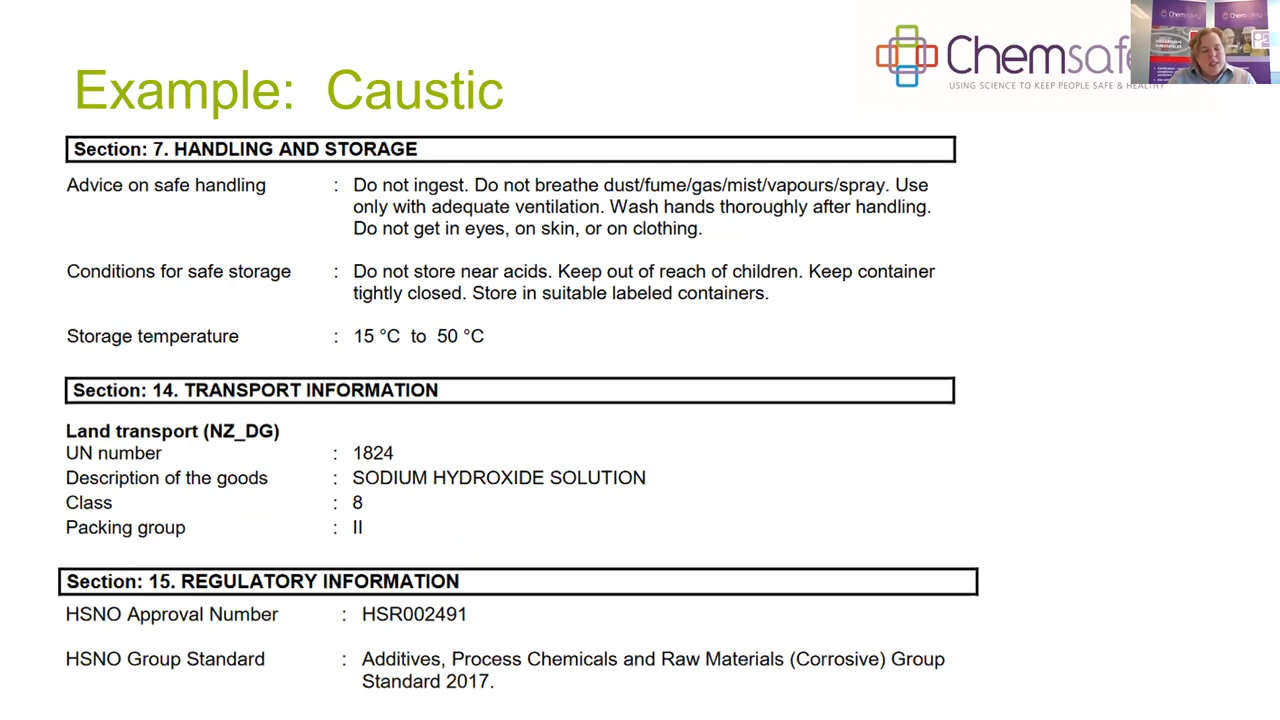 Example: Caustic
Chemsafe
USING SCIENCE TO KEEP PEOPLE SAFE & HEALTHY
Section: 7. HANDLING AND STORAGE
Advice on safe handling : Do not ingest. Do not breathe dust/fume/gas/mist/vapours/spray. Use
only with adequate ventilation. Wash hands thoroughly after handling.
Do not get in eyes, on skin, or on clothing.
Conditions for safe storage : Do not store near acids. Keep out of reach of children. Keep container
tightly closed. Store in suitable labeled containers.
Storage temperature : 15 °C to 50 °C
Section: 14. TRANSPORT INFORMATION
Land transport (NZ_DG)
UN number : 1824
Description of the goods : SODIUM HYDROXIDE SOLUTION
Class : 8
Packing group : II
Section: 15. REGULATORY INFORMATION
HSNO Approval Number : HSR002491
HSNO Group Standard : Additives, Process Chemicals and Raw Materials (Corrosive) Group
Standard 2017.